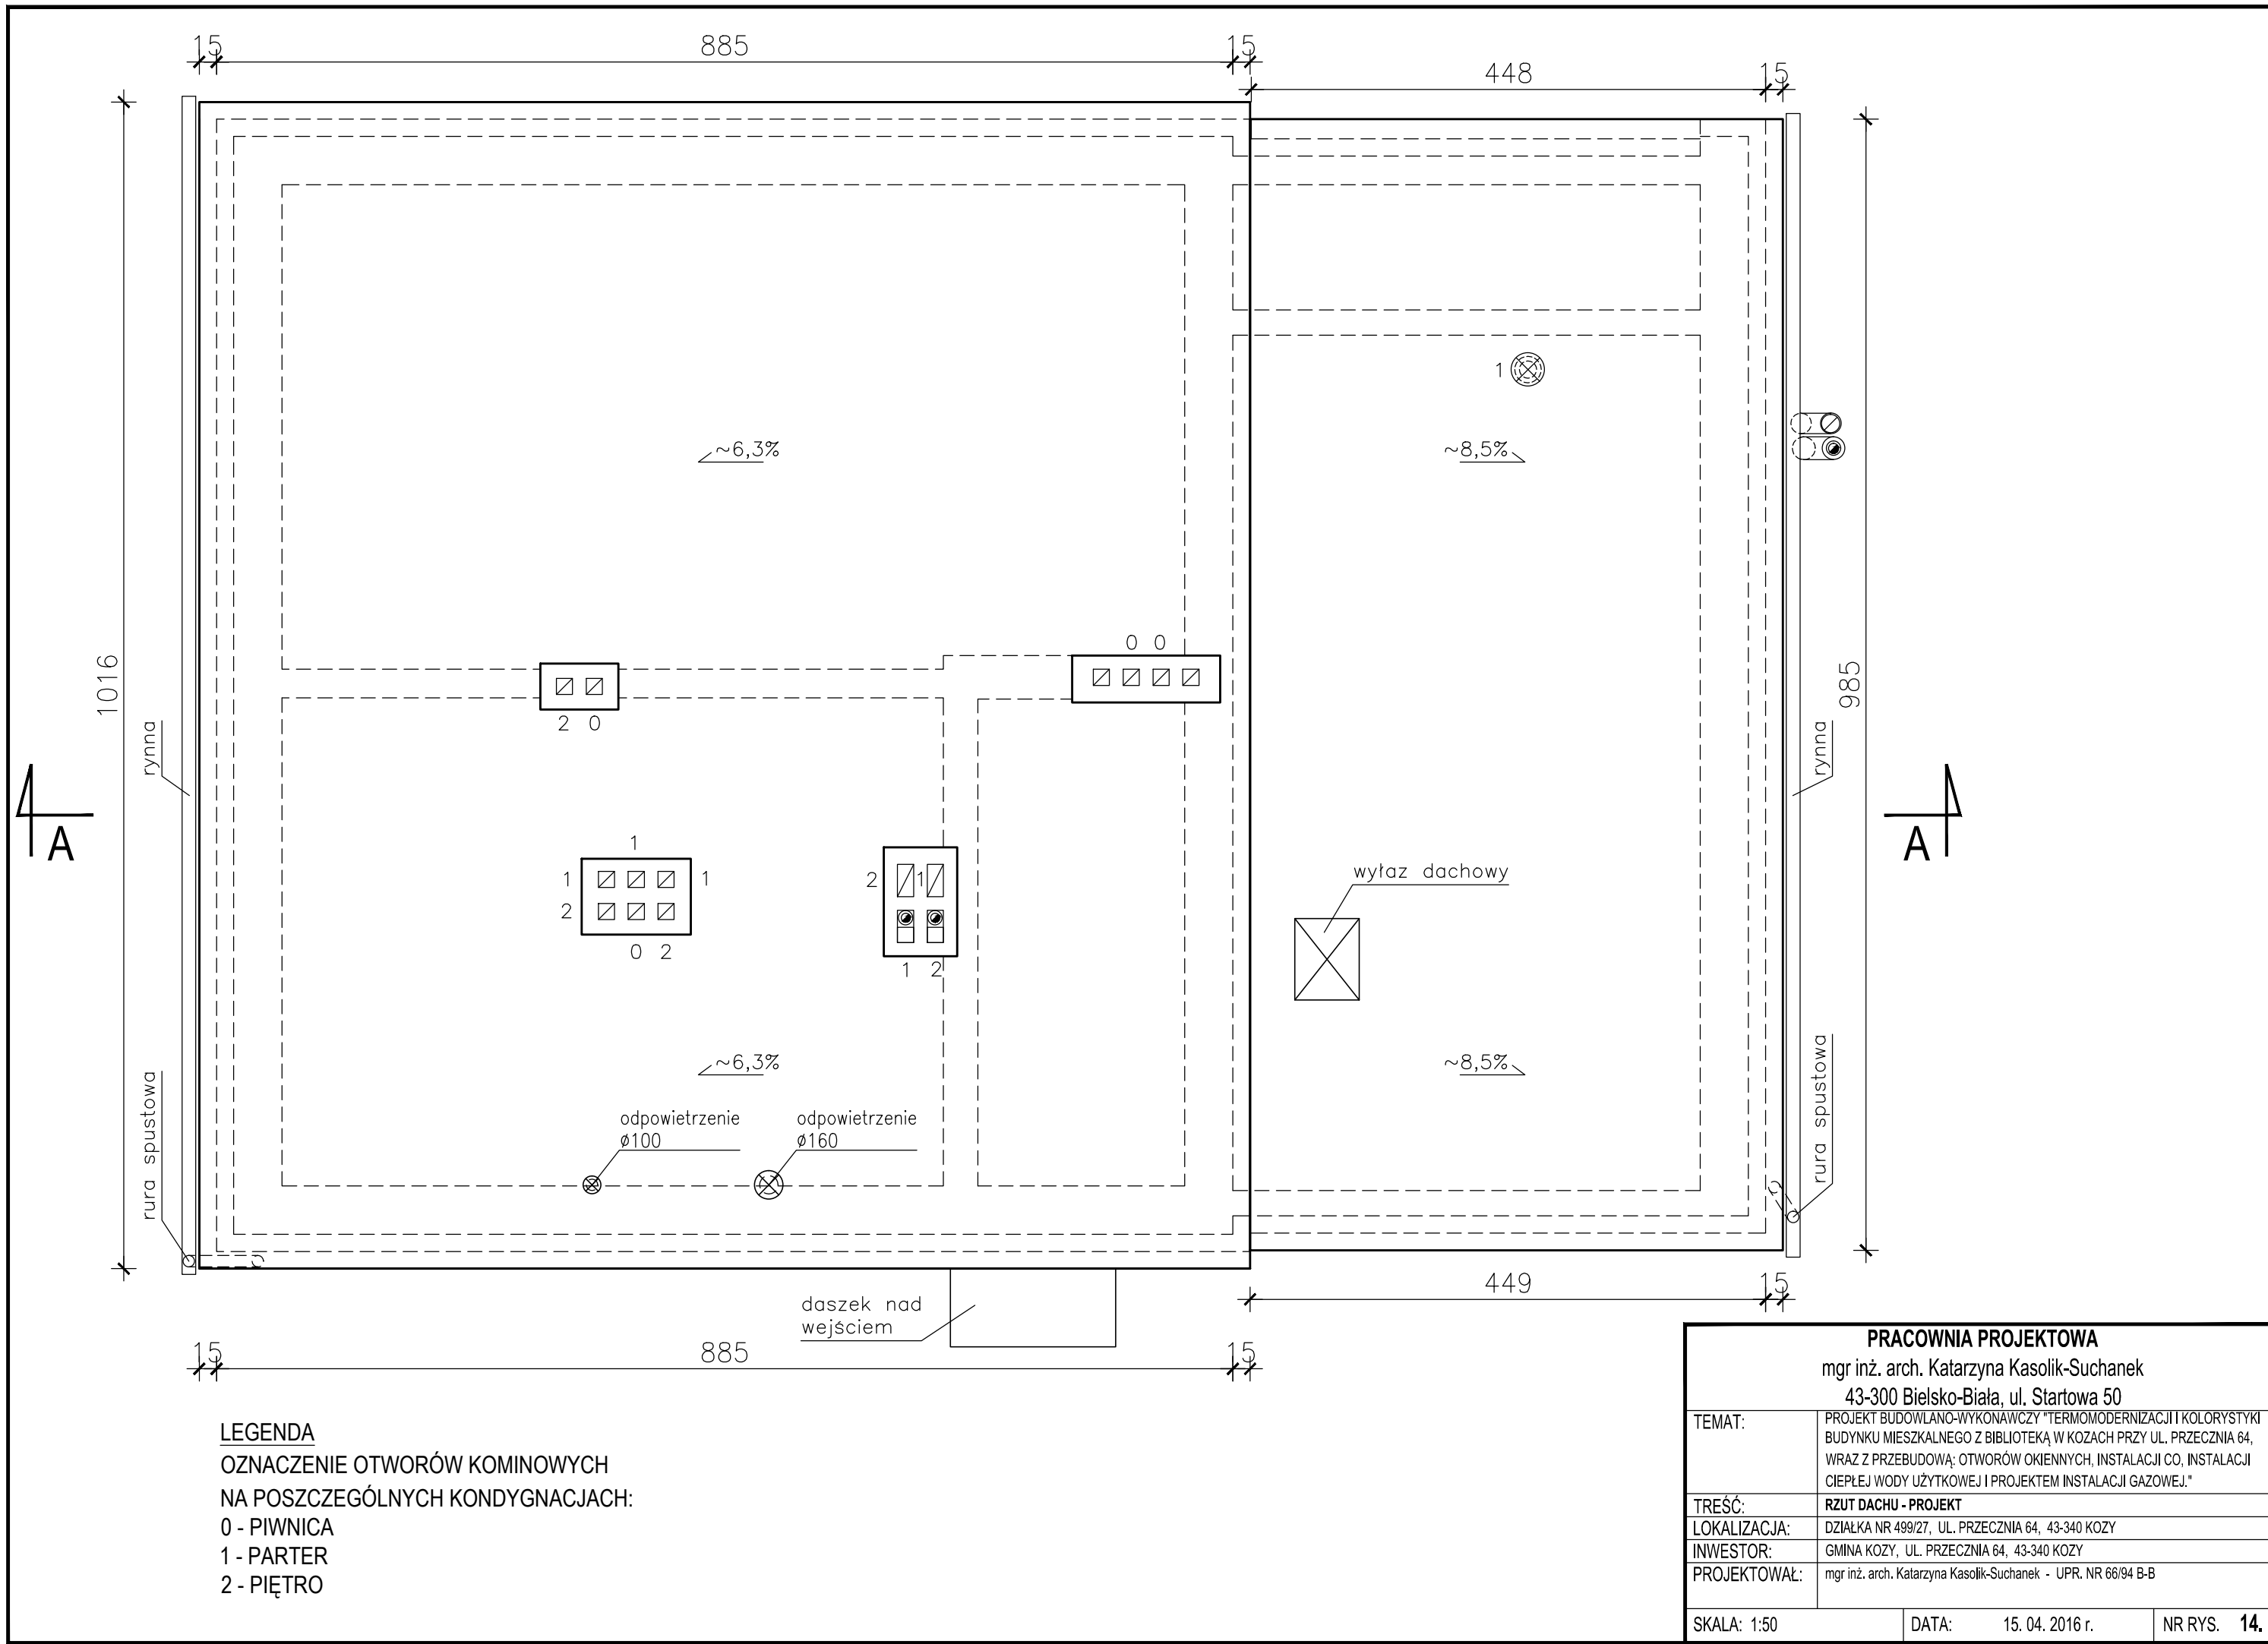 15 885 15
448 15
1016
985
~6,3%
~8,5%
1
0 0
2 0
rynna
rynna
A
A
1
1 1
2
0 2
2 1
1 2
wyłaz dachowy
~6,3%
~8,5%
odpowietrzenie
ø100
odpowietrzenie
ø160
rura spustowa
rura spustowa
daszek nad
wejściem
449 15
15 885 15
LEGENDA
OZNACZENIE OTWORÓW KOMINOWYCH
NA POSZCZEGÓLNYCH KONDYGNACJACH:
0 - PIWNICA
1 - PARTER
2 - PIĘTRO
PRACOWNIA PROJEKTOWA
mgr inż. arch. Katarzyna Kasolik-Suchanek
43-300 Bielsko-Biała, ul. Startowa 50
TEMAT: PROJEKT BUDOWLANO-WYKONAWCZY "TERMOMODERNIZACJI I KOLORYSTYKI
BUDYNKU MIESZKALNEGO Z BIBLIOTEKĄ W KOZACH PRZY UL. PRZECZNIA 64,
WRAZ Z PRZEBUDOWĄ: OTWORÓW OKIENNYCH, INSTALACJI CO, INSTALACJI
CIEPŁEJ WODY UŻYTKOWEJ I PROJEKTEM INSTALACJI GAZOWEJ."
TREŚĆ: RZUT DACHU - PROJEKT
LOKALIZACJA: DZIAŁKA NR 499/27, UL. PRZECZNIA 64, 43-340 KOZY
INWESTOR: GMINA KOZY, UL. PRZECZNIA 64, 43-340 KOZY
PROJEKTOWAŁ: mgr inż. arch. Katarzyna Kasolik-Suchanek - UPR. NR 66/94 B-B
SKALA: 1:50 DATA: 15. 04. 2016 r. NR RYS. 14.